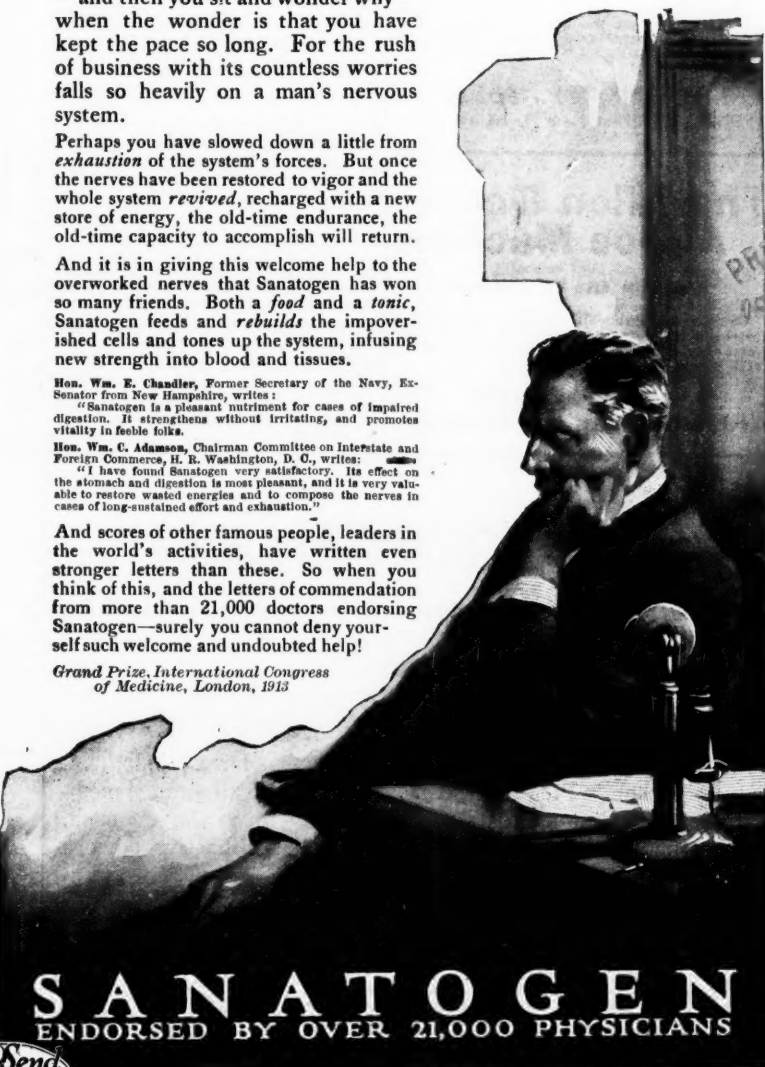 and then you sit and wonder why
when the wonder is that you have
kept the pace so long. For the rush
of business with its countless worries
falls so heavily on a man's nervous
system.
Perhaps you have slowed down a little from
exhaustion of the system's forces. But once
the nerves have been restored to vigor and the
whole system revived, recharged with a new
store of energy, the old-time endurance, the
old-time capacity to accomplish will return.
And it is in giving this welcome help to the
overworked nerves that Sanatogen has won
so many friends. Both a food and a tonic,
Sanatogen feeds and rebuilds the impover-
ished cells and tones up the system, infusing
new strength into blood and tissues.
Hon. Wm. E. Chandler, Former Secretary of the Navy, Ex-
Senator from New Hampshire, writes:
"Sanatogen is a pleasant nutriment for cases of impaired
digestion. It strengthens without irritating, and promotes
vitality in feeble folks.
Hon. Wm. C. Adamson, Chairman Committee on Interstate and
Foreign Commerce, H. R. Washington, D. C., writes:
"I have found Sanatogen very satisfactory. Its effect on
the stomach and digestion is most pleasant, and it is very valu-
able to restore wasted energies and to compose the nerves in
cases of long-sustained effort and exhaustion."
And scores of other famous people, leaders in
the world's activities, have written even
stronger letters than these. So when you
think of this, and the letters of commendation
from more than 21,000 doctors endorsing
Sanatogen—surely you cannot deny your-
self such welcome and undoubted help!
Grand Prize, International Congress
of Medicine, London, 1913
SANATOGEN
ENDORSED BY OVER 21,000 PHYSICIANS
Send